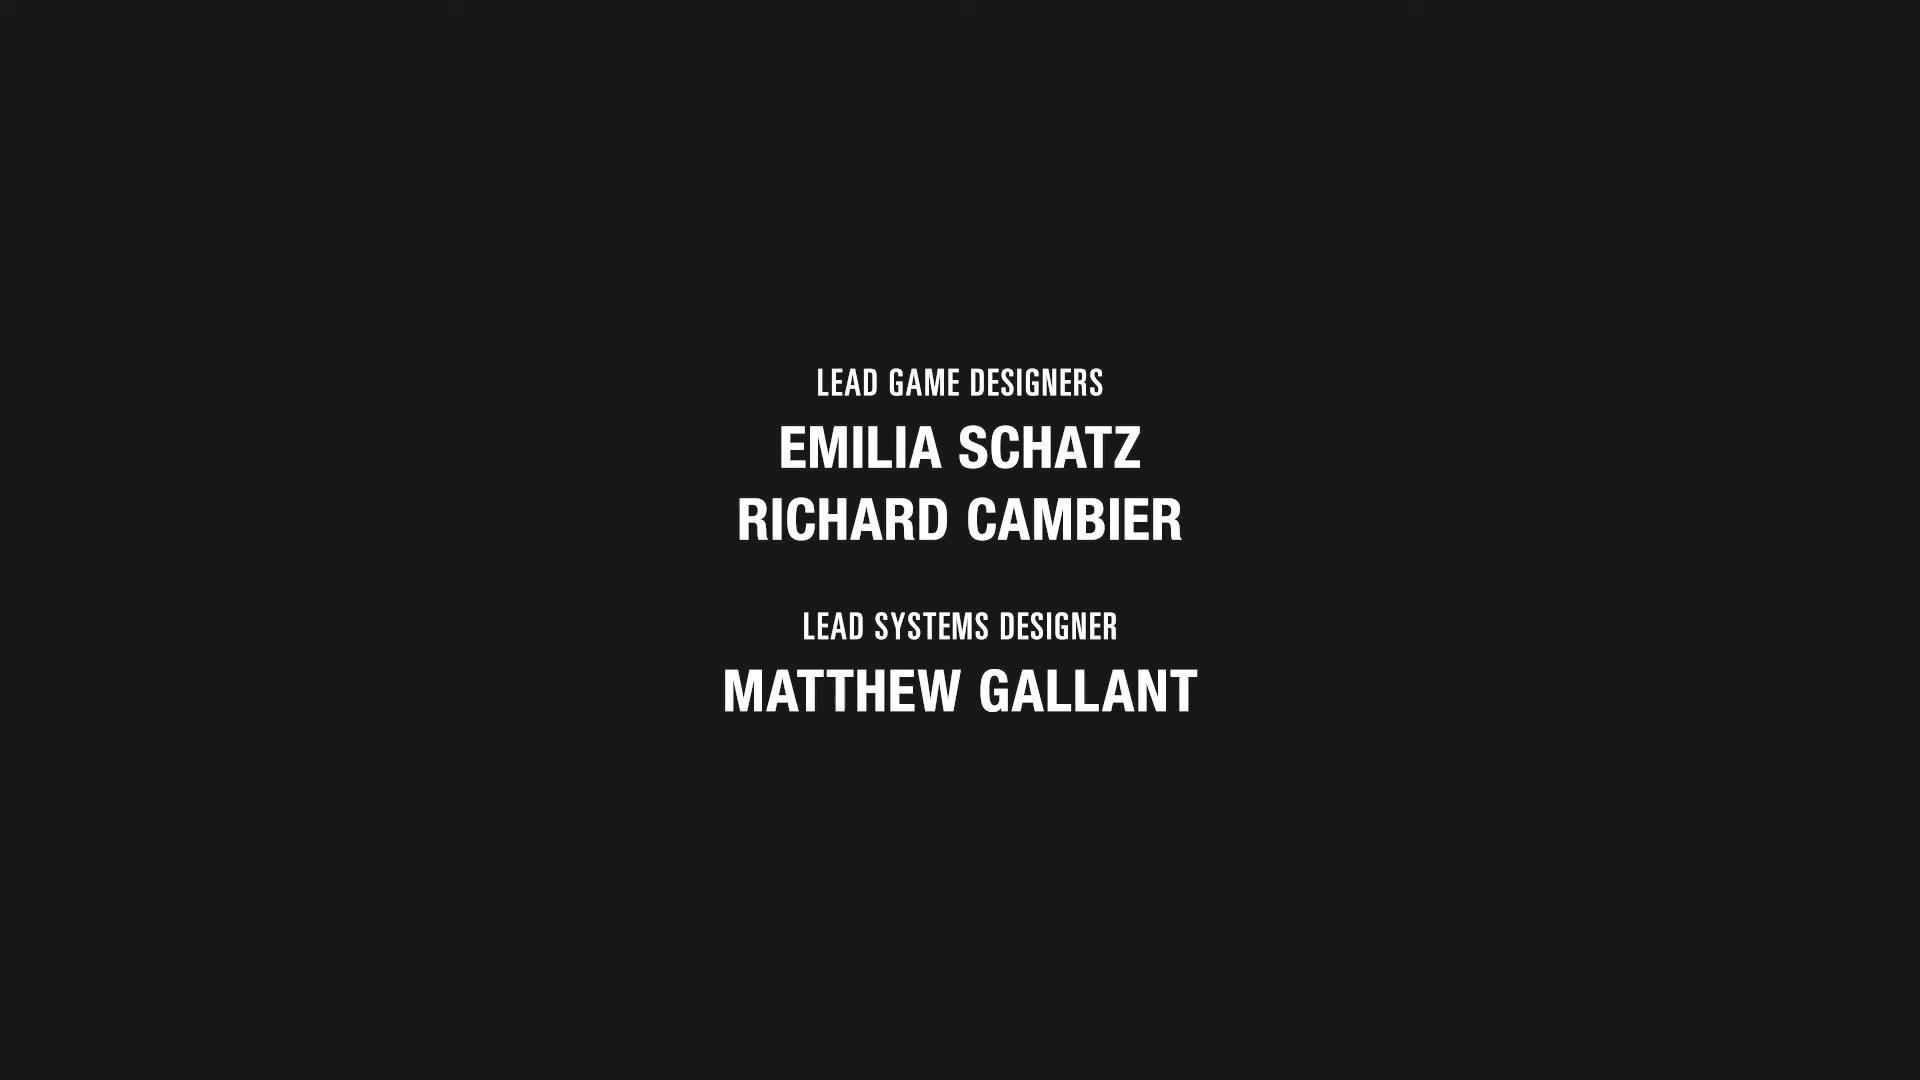 LEAD GAME DESIGNERS
EMILIA SCHATZ
RICHARD CAMBIER
LEAD SYSTEMS DESIGNER
MATTHEW GALLANT